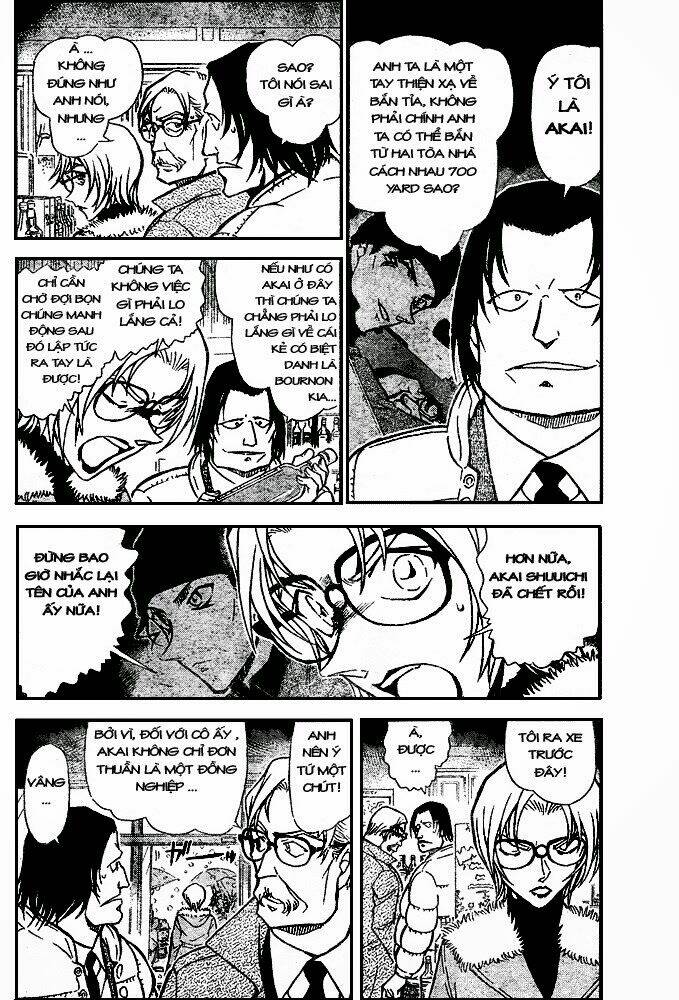 Ý TÔI
LÀ
AKAI!
ANH TA LÀ MỘT
TAY THIỆN XẠ VỀ
BẮN TỈA, KHÔNG
PHẢI CHÍNH ANH
TA CÓ THỂ BẮN
TỪ HAI TÒA NHÀ
CÁCH NHAU 700
YARD SAO?
SAO?
TÔI NÓI SAI
GÌ À?
À ...
KHÔNG
ĐÚNG NHƯ
ANH NÓI,
NHƯNG
...
NẾU NHƯ CÓ
AKAI Ở ĐÂY
THÌ CHÚNG TA
CHẲNG PHẢI LO
LẮNG GÌ VỀ CÁI
KẺ CÓ BIỆT
DANH LÀ
BOURNON
KIA...
CHÚNG TA
KHÔNG VIỆC
GÌ PHẢI LO
LẮNG CẢ!
CHỈ CẦN
CHỜ ĐỢI BỌN
CHÚNG MANH
ĐỘNG SAU
ĐÓ LẬP TỨC
RA TAY LÀ
ĐƯỢC!
HƠN NỮA,
AKAI SHUUICHI
ĐÃ CHẾT RỒI!
ĐỪNG BAO
GIỜ NHẮC LẠI
TÊN CỦA ANH
ẤY NỮA!
TÔI RA XE
TRƯỚC
ĐÂY!
À,
ĐƯỢC
...
ANH
NÊN Ý
TỨ MỘT
CHÚT!
BỞI VÌ, ĐỐI VỚI CÔ ẤY ,
AKAI KHÔNG CHỈ ĐƠN
THUẦN LÀ MỘT ĐỒNG
NGHIỆP ...
VÂNG
...